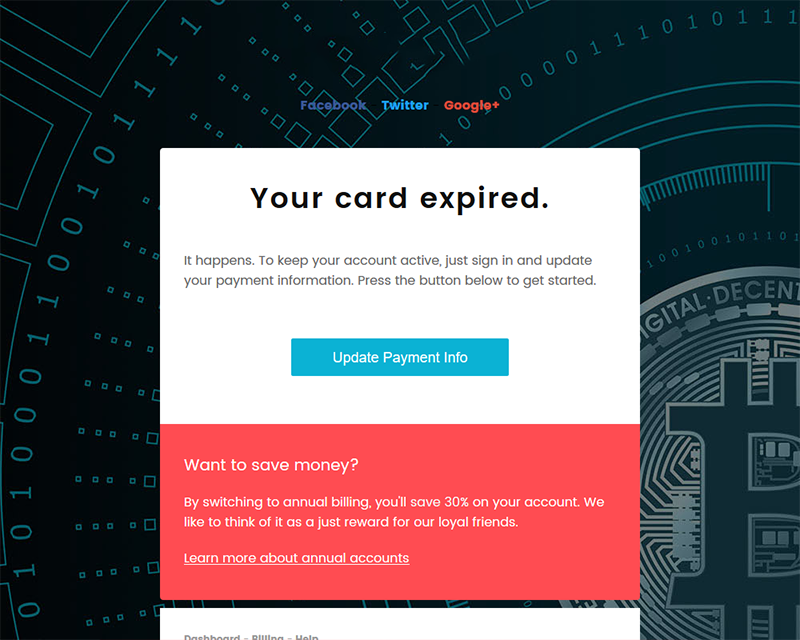 Facebook Twitter Google+
Your card expired.
It happens. To keep your account active, just sign in and update
your payment information. Press the button below to get started.
Update Payment Info
Want to save money?
By switching to annual billing, you'll save 30% on your account. We
like to think of it as a just reward for our loyal friends.
Learn more about annual accounts
Dashboard - Billing - Help